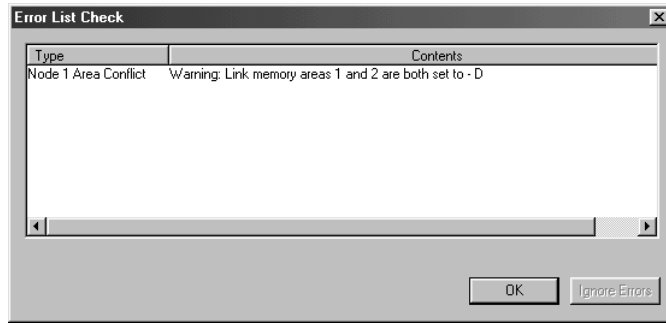 Error List Check
Type Contents
Node 1 Area Conflict Warning: Link memory areas 1 and 2 are both set to - D
OK Ignore Errors